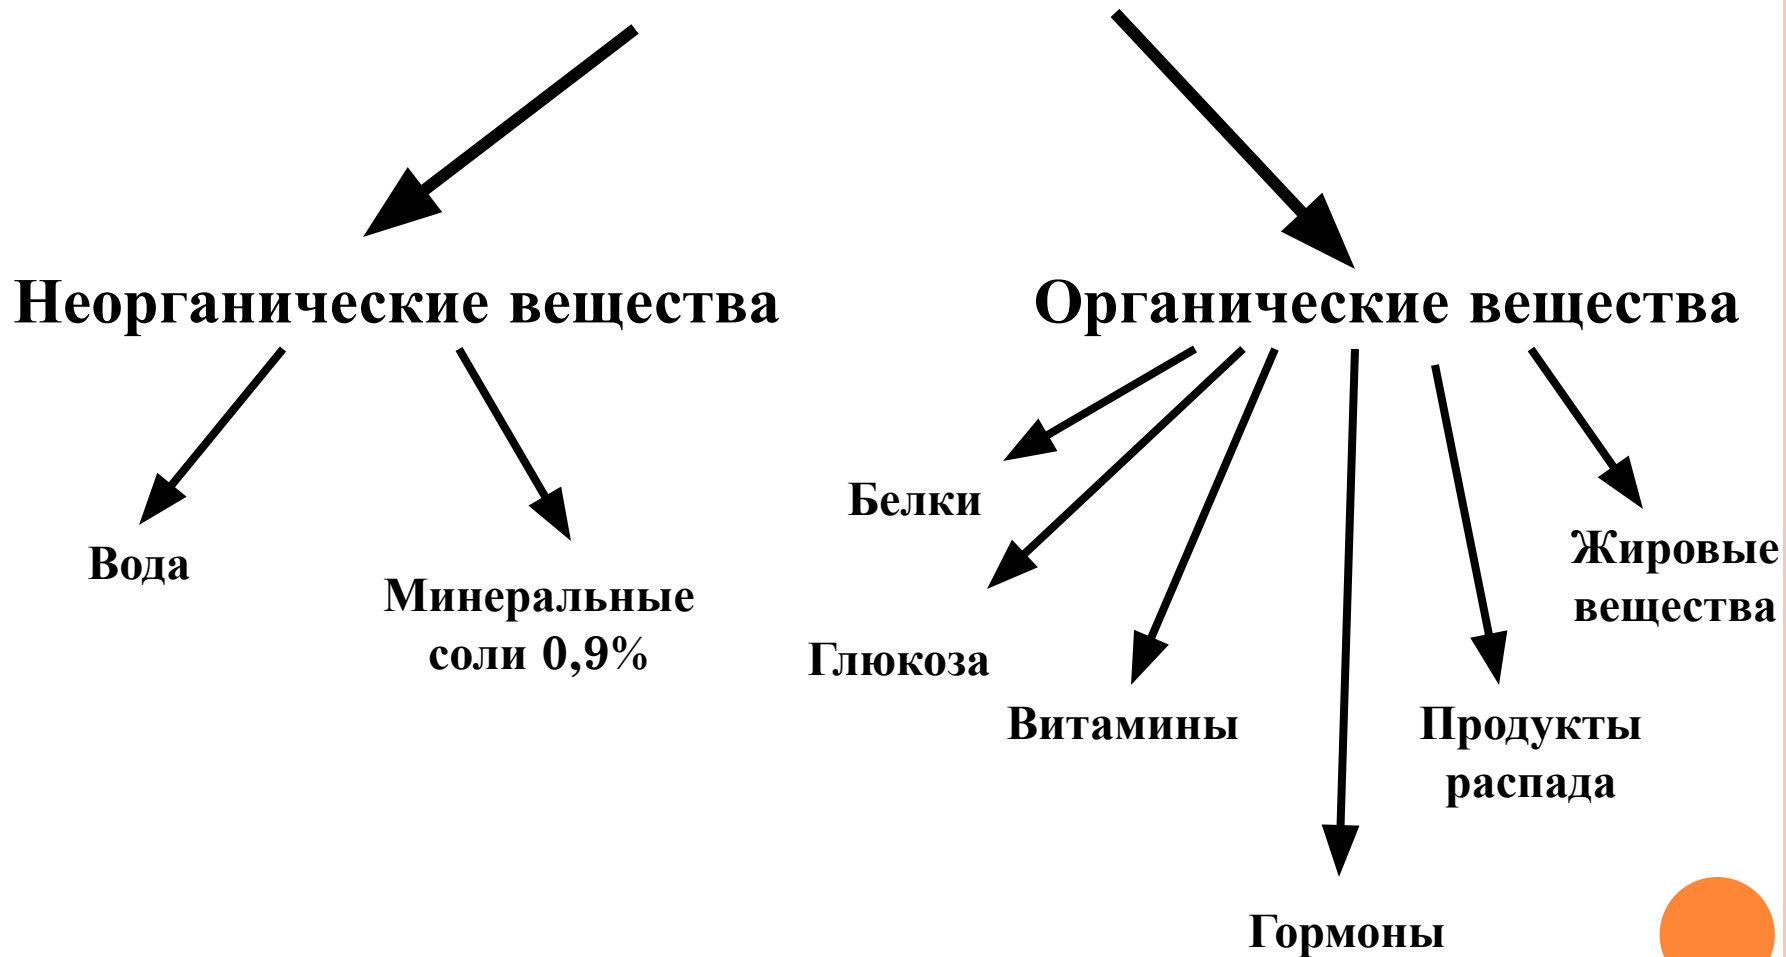 Неорганические вещества
Органические вещества
Белки
Вода
Жировые
вещества
Минеральные
соли 0,9%
Глюкоза
Витамины
Продукты
распада
Гормоны